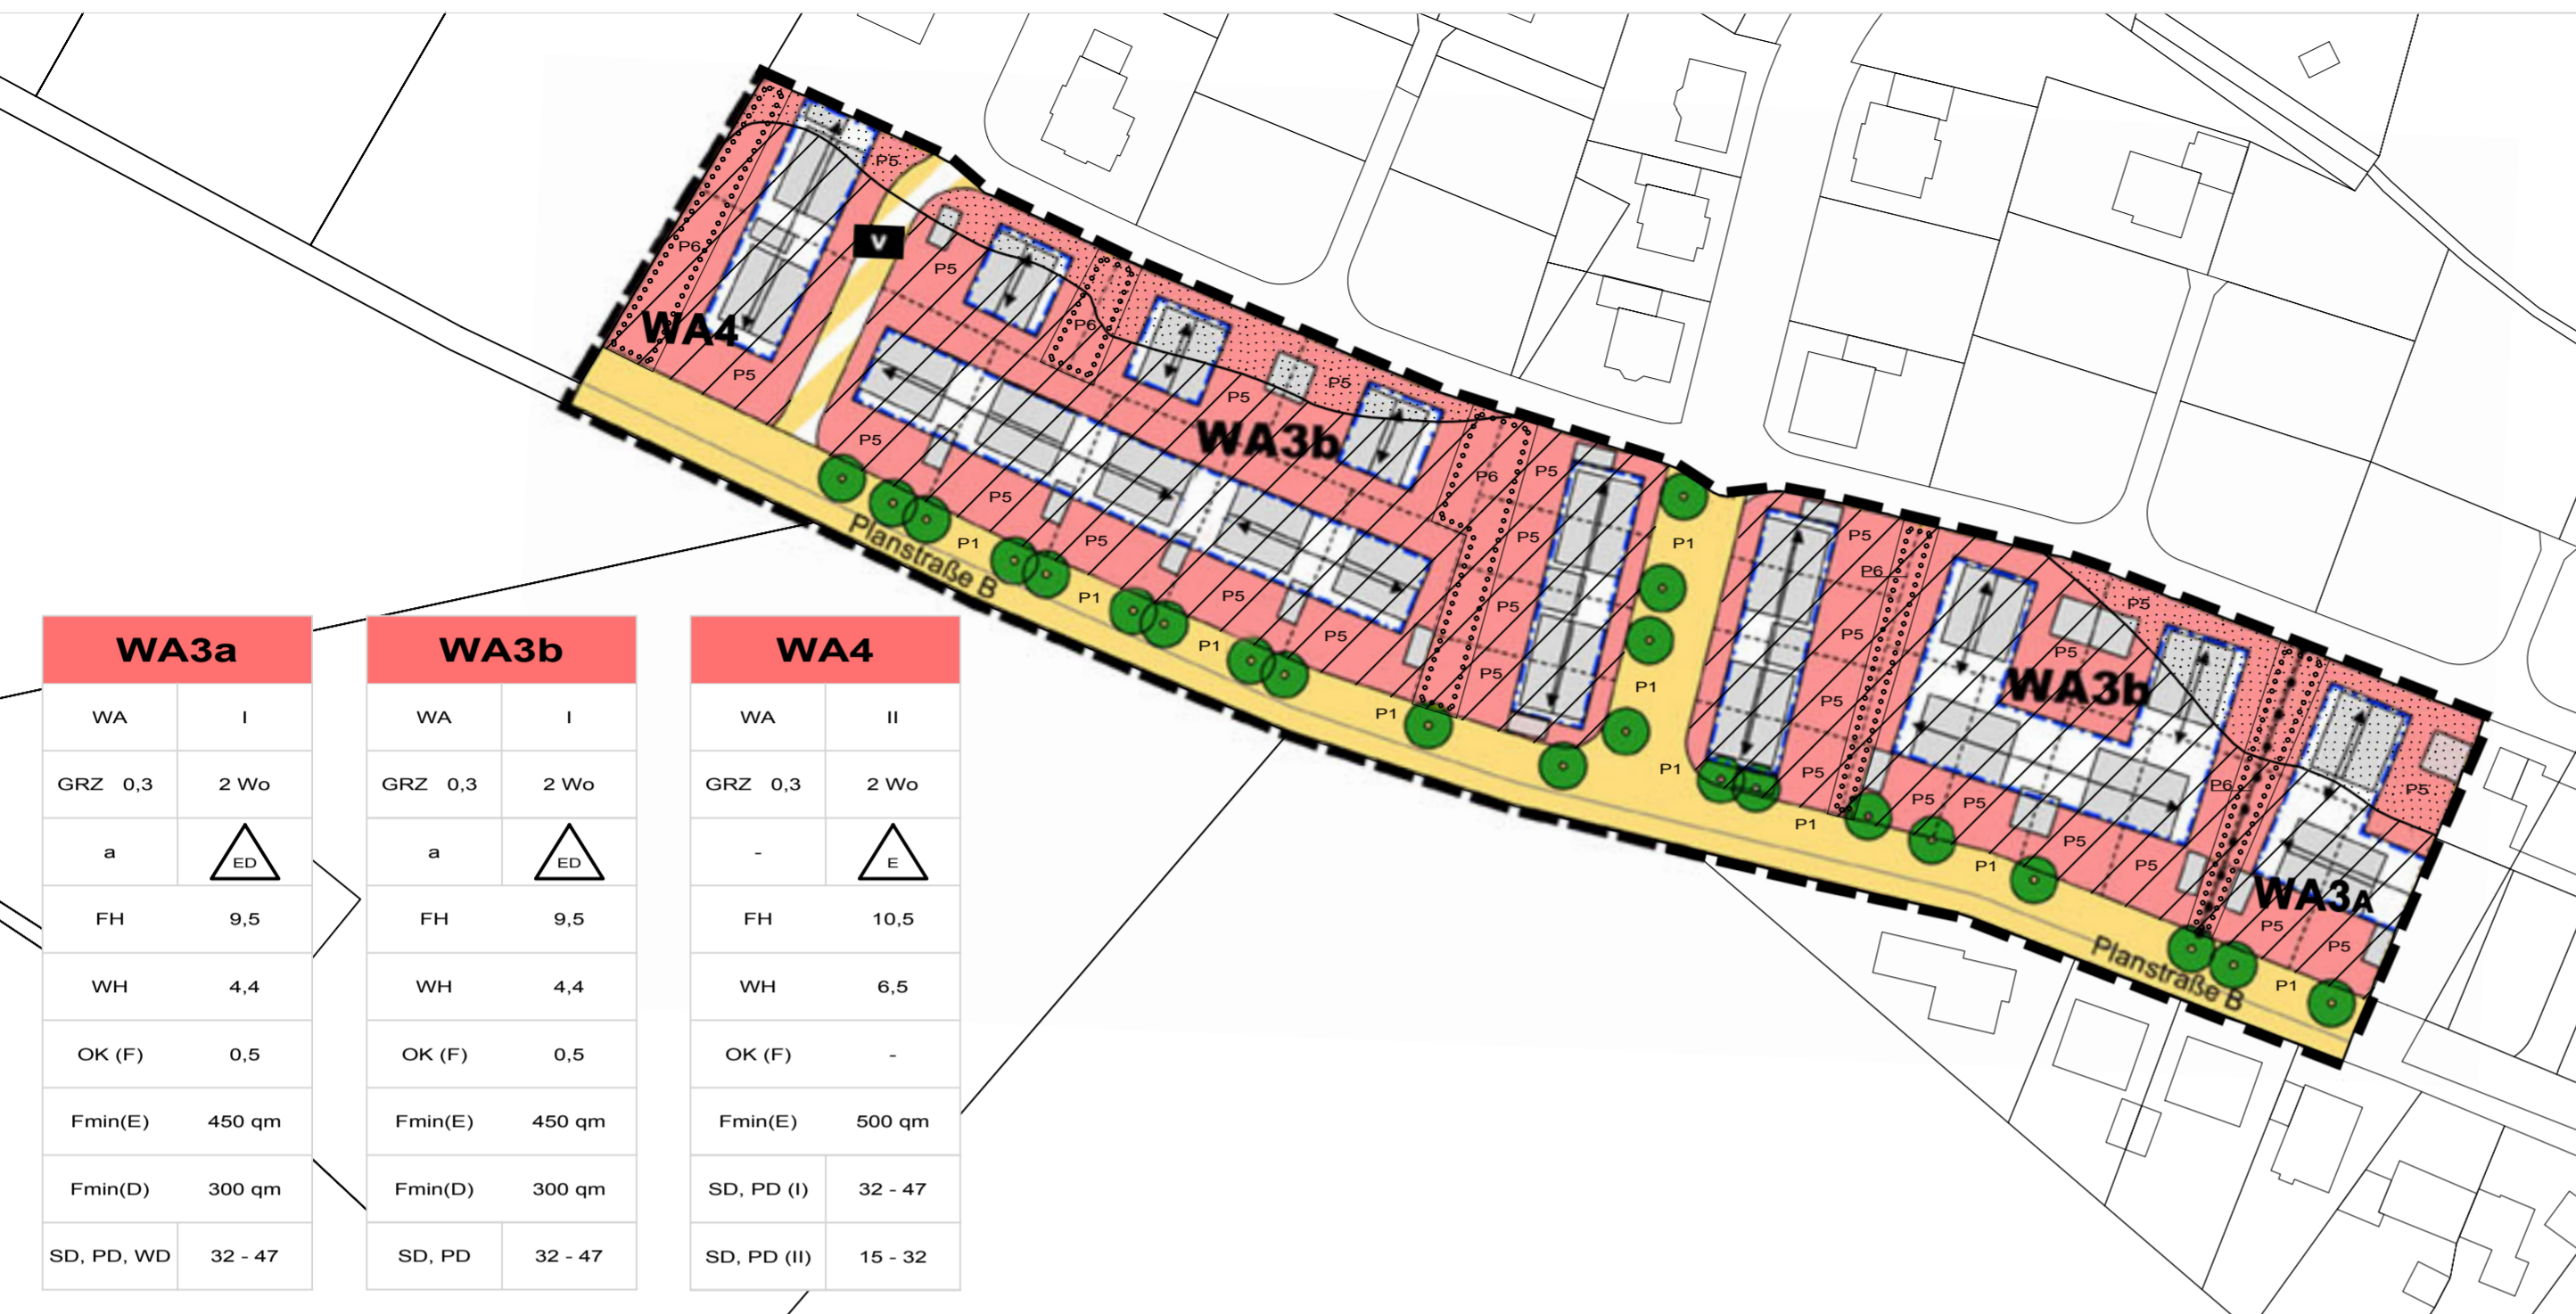 P5
V
P6
P5
P6
WA4
P5
P5
P5
P5
WA3b
P5
P6
P5
P5
P5
P1
P5
P1
P5
P6
Planstraße B
P5
P1
P5
P5
P5
P5
P5
P1
P5
P5
P1
P5
WA3b
P5
P1
P1
P5
P6
P5
P5
P5
P1
P5
P5
P1
WA3A
P5
P5
Planstraße B
P1
WA3a
WA I
GRZ 0,3 2 Wo
a ED
FH 9,5
WH 4,4
OK (F) 0,5
Fmin(E) 450 qm
Fmin(D) 300 qm
SD, PD, WD 32 - 47
WA3b
WA I
GRZ 0,3 2 Wo
a ED
FH 9,5
WH 4,4
OK (F) 0,5
Fmin(E) 450 qm
Fmin(D) 300 qm
SD, PD 32 - 47
WA4
WA II
GRZ 0,3 2 Wo
- E
FH 10,5
WH 6,5
OK (F) -
Fmin(E) 500 qm
SD, PD (I) 32 - 47
SD, PD (II) 15 - 32